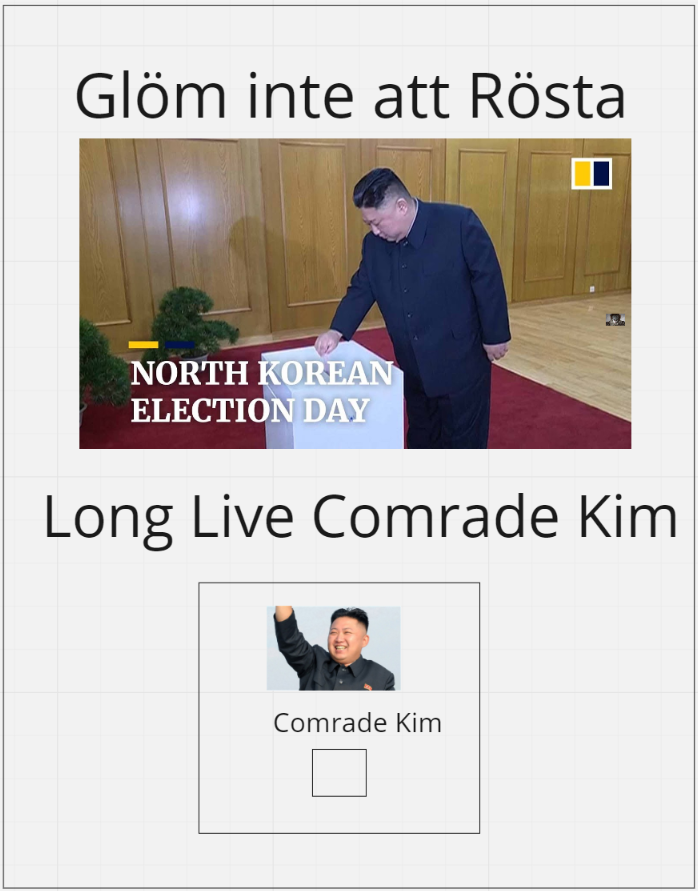 Glöm inte att Rösta
NORTH KOREAN
ELECTION DAY
Long Live Comrade Kim
Comrade Kim